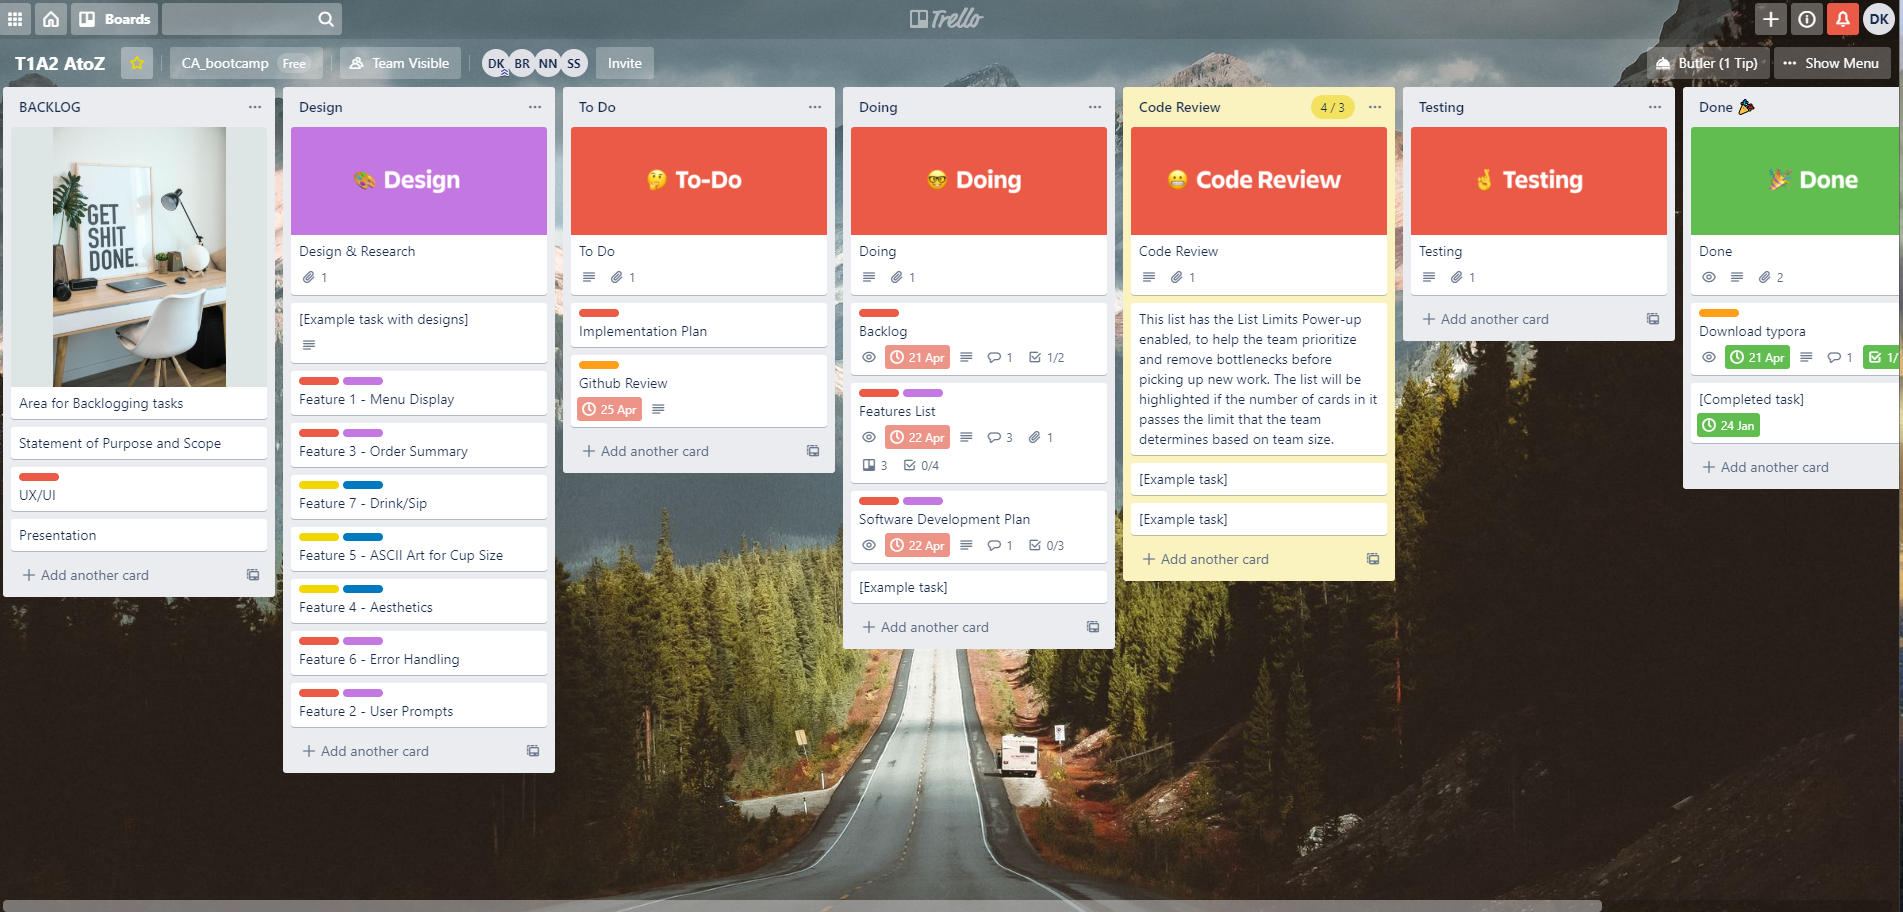 Boards
Trello
DK
T1A2 AtoZ
CA_bootcamp Free
Team Visible
DK BR NN SS
Invite
Butler (1 Tip)
Show Menu
BACKLOG
GET
SHIT
DONE.
Area for Backlogging tasks
Statement of Purpose and Scope
UX/UI
Presentation
Add another card
Design
Design
Design & Research
1
[Example task with designs]
Feature 1 - Menu Display
Feature 3 - Order Summary
Feature 7 - Drink/Sip
Feature 5 - ASCII Art for Cup Size
Feature 4 - Aesthetics
Feature 6 - Error Handling
Feature 2 - User Prompts
Add another card
To Do
To-Do
To Do
1
Implementation Plan
Github Review
25 Apr
Add another card
Doing
Doing
Doing
1
Backlog
21 Apr 1 1/2
Features List
22 Apr 3 1
3 0/4
Software Development Plan
22 Apr 1 0/3
[Example task]
Add another card
Code Review 4 / 3
Code Review
Code Review
1
This list has the List Limits Power-up
enabled, to help the team prioritize
and remove bottlenecks before
picking up new work. The list will be
highlighted if the number of cards in it
passes the limit that the team
determines based on team size.
[Example task]
[Example task]
Add another card
Testing
Testing
Testing
1
Add another card
Done
Done
Done
2
Download typora
21 Apr 1 1/
[Completed task]
24 Jan
Add another card